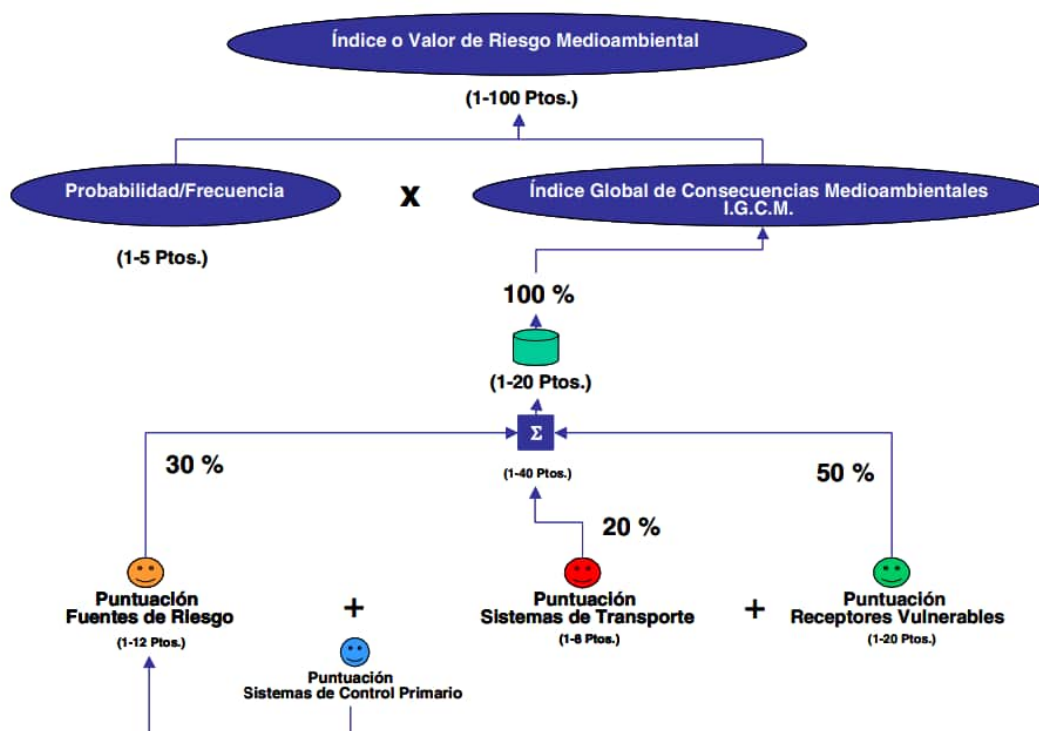 Índice o Valor de Riesgo Medioambiental
(1-100 Ptos.)
Probabilidad/Frecuencia
X
Índice Global de Consecuencias Medioambientales
I.G.C.M.
(1-5 Ptos.)
100 %
(1-20 Ptos.)
Σ
30 %
(1-40 Ptos.)
50 %
20 %
Puntuación
Fuentes de Riesgo
(1-12 Ptos.)
+
Puntuación
Sistemas de Control Primario
Puntuación
Sistemas de Transporte
(1-8 Ptos.)
+
Puntuación
Receptores Vulnerables
(1-20 Ptos.)